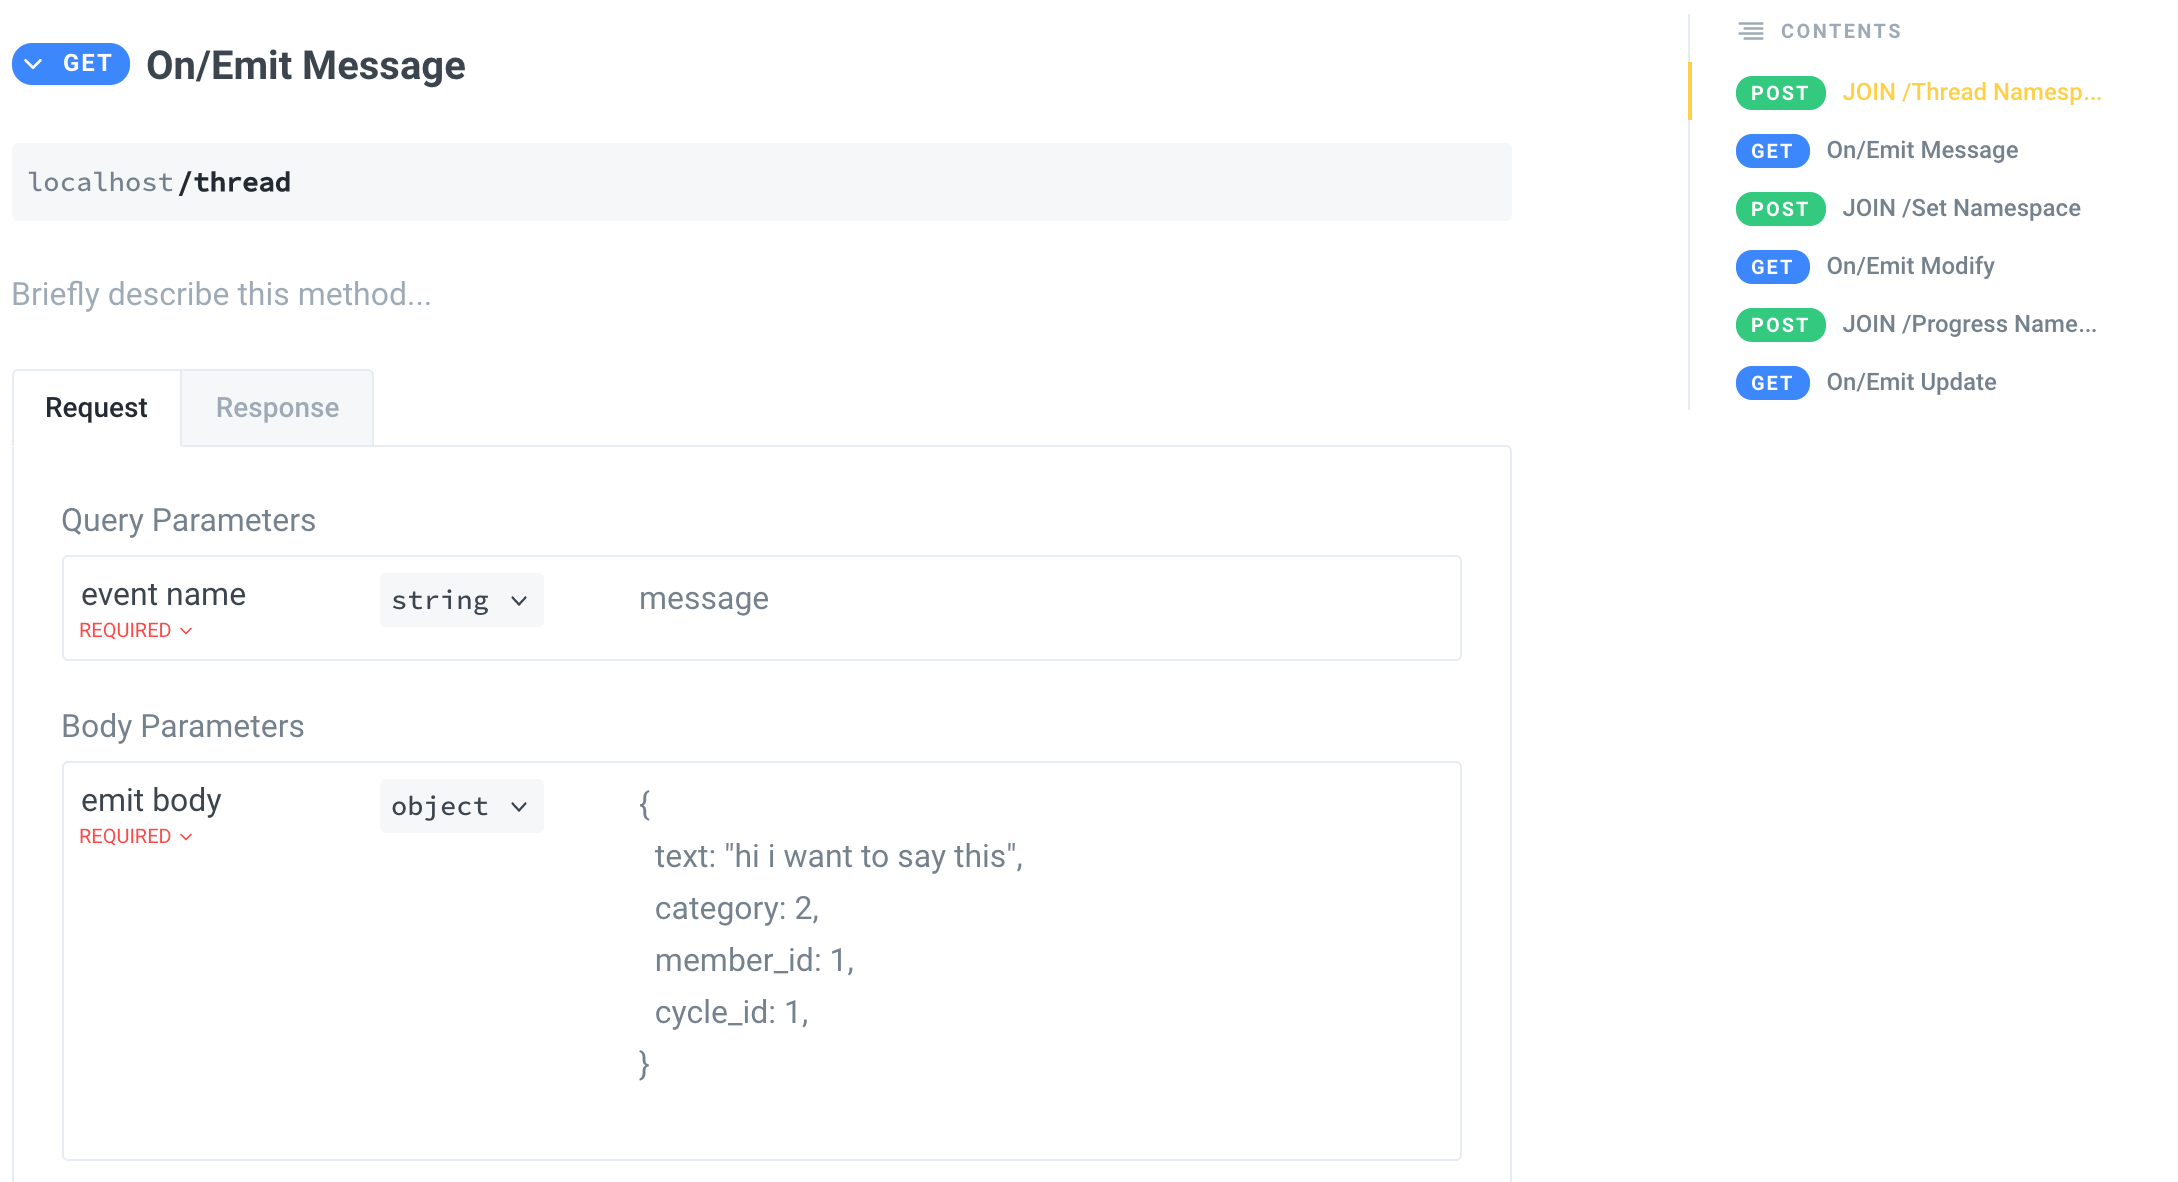 GET On/Emit Message
localhost/thread
Briefly describe this method...
Request Response
Query Parameters
event name string message
REQUIRED
Body Parameters
emit body object {
REQUIRED
text: "hi i want to say this",
category: 2,
member_id: 1,
cycle_id: 1,
}
CONTENTS
POST JOIN /Thread Namesp...
GET On/Emit Message
POST JOIN /Set Namespace
GET On/Emit Modify
POST JOIN /Progress Name...
GET On/Emit Update